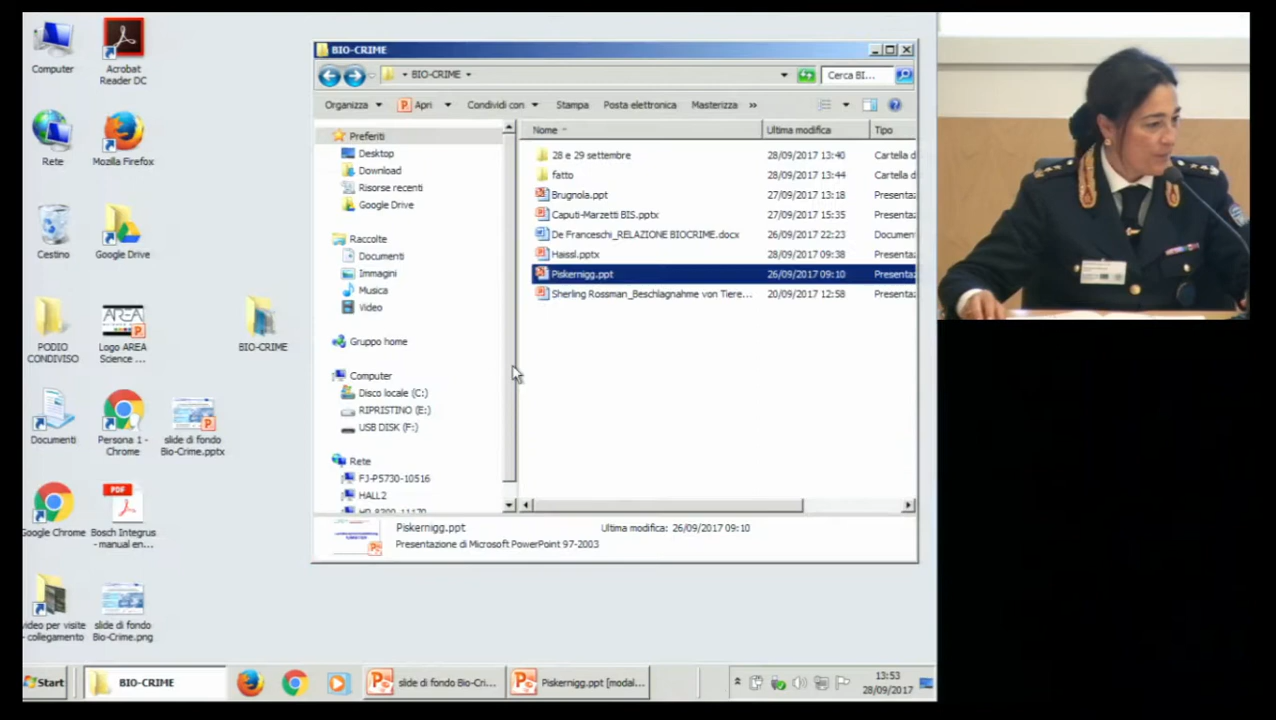 Computer
Acrobat
Reader DC
Rete
Mozilla Firefox
Cestino
Google Drive
PODIO
CONDIVISO
AREA
Logo AREA
Science ...
BIO-CRIME
Documenti
Persona 1 -
Chrome
slide di fondo
Bio-Crime.pptx
Google Chrome
PDF
Bosch Integrus
- manual en...
video per visite
- collegamento
slide di fondo
Bio-Crime.png
BIO-CRIME
BIO-CRIME
Cerca BI...
Organizza
Apri
Condividi con
Stampa
Posta elettronica
Masterizza
»
Preferiti
Desktop
Download
Risorse recenti
Google Drive
Raccolte
Documenti
Immagini
Musica
Video
Gruppo home
Computer
Disco locale (C:)
RIPRISTINO (E:)
USB DISK (F:)
Rete
FJ-P5730-10516
HALL2
Nome Ultima modifica Tipo
28 e 29 settembre 28/09/2017 13:40 Cartella d
fatto 28/09/2017 13:44 Cartella d
Brugnola.ppt 27/09/2017 13:18 Presenta
Caputi-Marzetti BIS.pptx 27/09/2017 15:35 Presenta
De Franceschi_RELAZIONE BIOCRIME.docx 26/09/2017 22:23 Documen
Haissl.pptx 28/09/2017 09:38 Presenta
Piskernigg.ppt 26/09/2017 09:10 Presenta
Sherling Rossman_Beschlagnahme von Tiere... 20/09/2017 12:58 Presenta
Piskernigg.ppt Ultima modifica: 26/09/2017 09:10
Presentazione di Microsoft PowerPoint 97-2003
Start
BIO-CRIME
slide di fondo Bio-Cri...
Piskernigg.ppt [modal...
13:53
28/09/2017